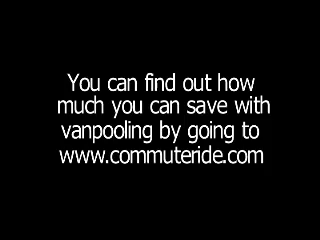 You can find out how
much you can save with
vanpooling by going to
www.commuteride.com